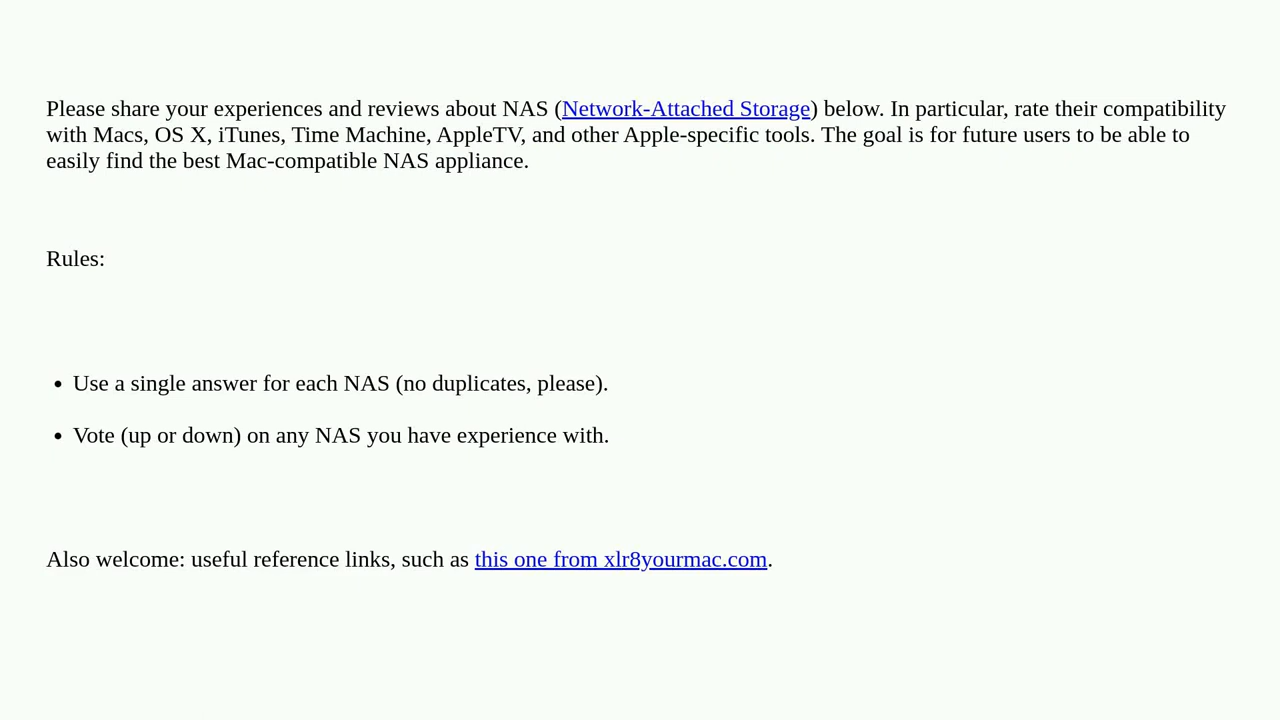 Please share your experiences and reviews about NAS (Network-Attached Storage) below. In particular, rate their compatibility
with Macs, OS X, iTunes, Time Machine, AppleTV, and other Apple-specific tools. The goal is for future users to be able to
easily find the best Mac-compatible NAS appliance.
Rules:
• Use a single answer for each NAS (no duplicates, please).
• Vote (up or down) on any NAS you have experience with.
Also welcome: useful reference links, such as this one from xlr8yourmac.com.